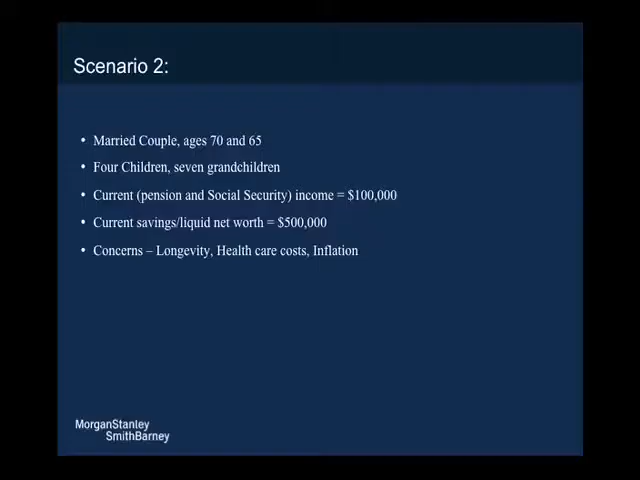 Scenario 2:
• Married Couple, ages 70 and 65
• Four Children, seven grandchildren
• Current (pension and Social Security) income = $100,000
• Current savings/liquid net worth = $500,000
• Concerns – Longevity, Health care costs, Inflation
MorganStanley
SmithBarney